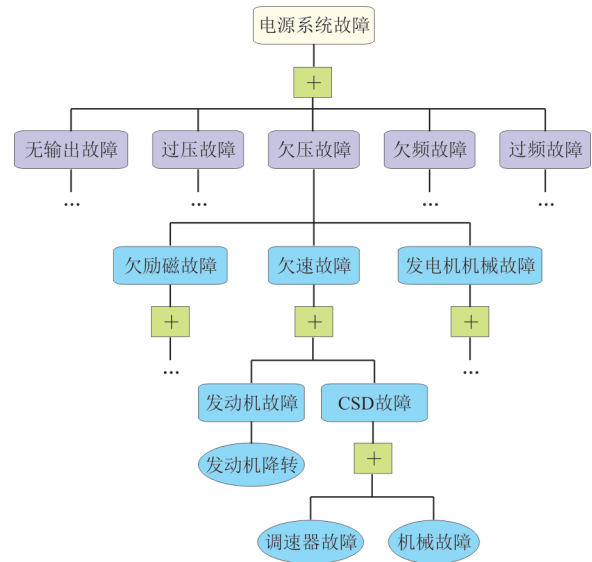 电源系统故障
+
无输出故障
过压故障
欠压故障
欠频故障
过频故障
...
...
...
...
欠励磁故障
欠速故障
发电机机械故障
+
+
+
...
...
发动机故障
CSD故障
发动机降转
+
调速器故障
机械故障